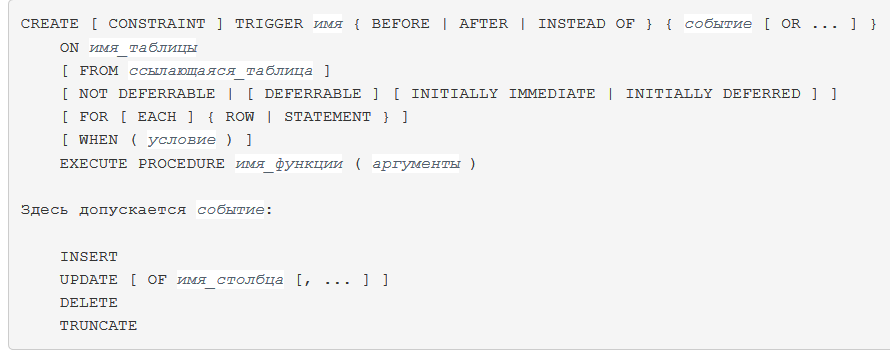 CREATE [ CONSTRAINT ] TRIGGER имя { BEFORE | AFTER | INSTEAD OF } { событие [ OR ... ] }
    ON имя_таблицы
    [ FROM ссылающаяся_таблица ]
    [ NOT DEFERRABLE | [ DEFERRABLE ] [ INITIALLY IMMEDIATE | INITIALLY DEFERRED ] ]
    [ FOR [ EACH ] { ROW | STATEMENT } ]
    [ WHEN ( условие ) ]
    EXECUTE PROCEDURE имя_функции ( аргументы )
Здесь допускается событие:
    INSERT
    UPDATE [ OF имя_столбца [, ... ] ]
    DELETE
    TRUNCATE